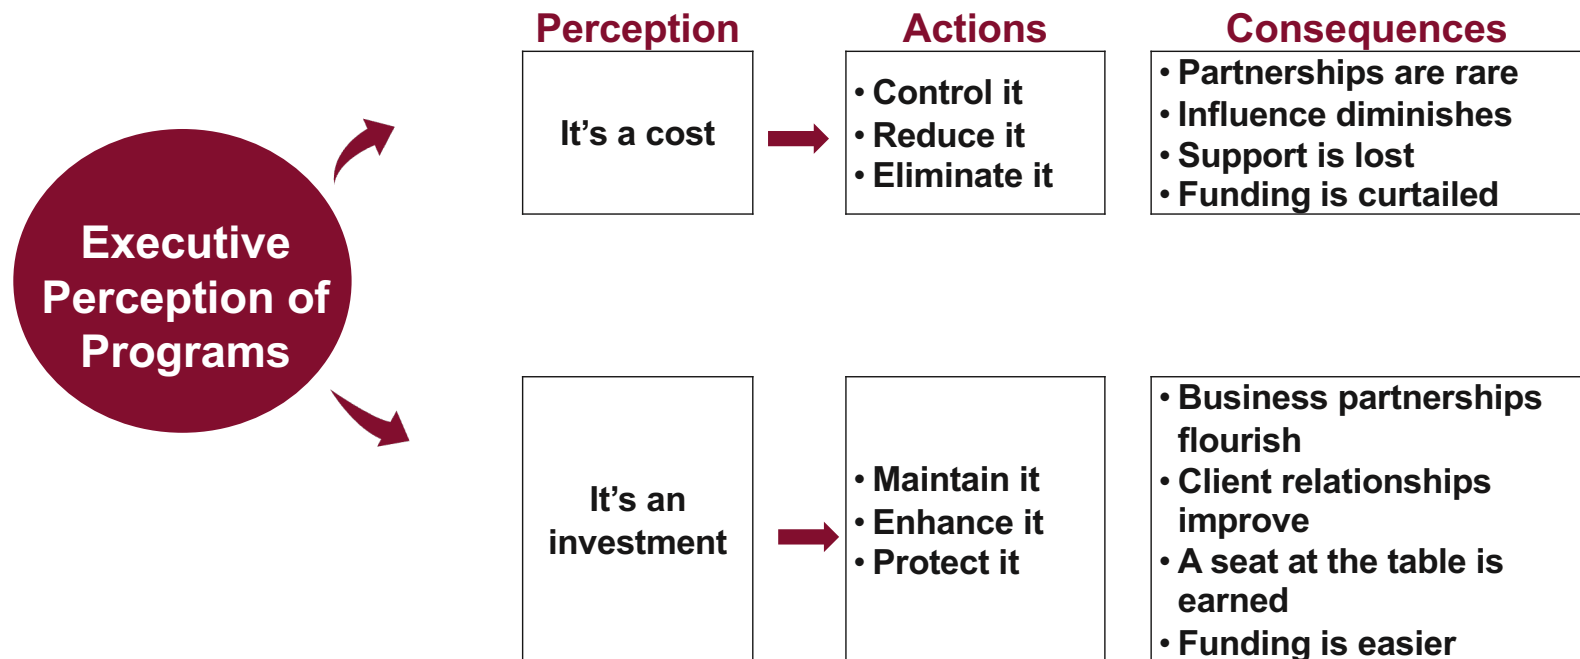 Perception
Actions
Consequences
Executive
Perception of
Programs
It’s a cost
• Control it
• Reduce it
• Eliminate it
• Partnerships are rare
• Influence diminishes
• Support is lost
• Funding is curtailed
It’s an
investment
• Maintain it
• Enhance it
• Protect it
• Business partnerships
flourish
• Client relationships
improve
• A seat at the table is
earned
• Funding is easier